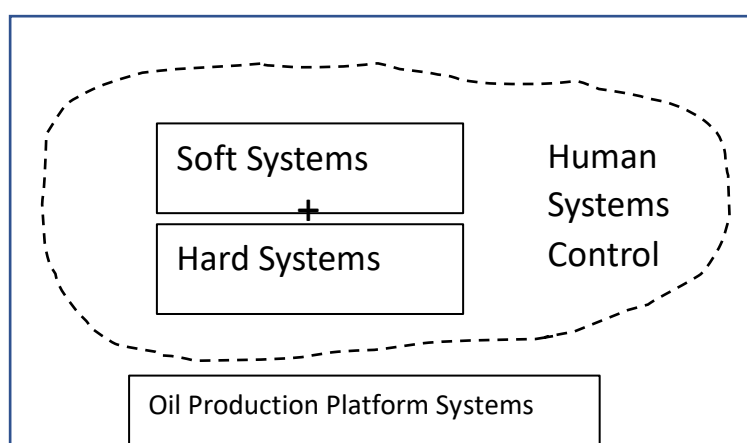 Soft Systems
+
Hard Systems
Human
Systems
Control
Oil Production Platform Systems